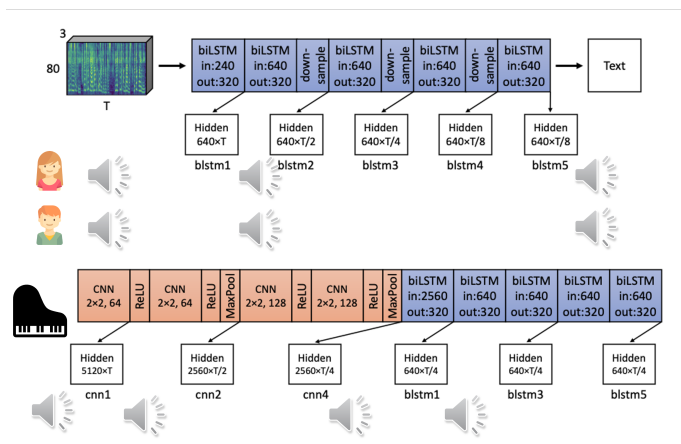 3
80
T
biLSTM
in:240
out:320
biLSTM
in:640
out:320
down-
sample
biLSTM
in:640
out:320
down-
sample
biLSTM
in:640
out:320
down-
sample
biLSTM
in:640
out:320
Text
Hidden
640×T
Hidden
640×T/2
Hidden
640×T/4
Hidden
640×T/8
Hidden
640×T/8
blstm1
blstm2
blstm3
blstm4
blstm5
CNN
2×2, 64
ReLU
CNN
2×2, 64
ReLU
MaxPool
CNN
2×2, 128
ReLU
CNN
2×2, 128
ReLU
MaxPool
biLSTM
in:2560
out:320
biLSTM
in:640
out:320
biLSTM
in:640
out:320
biLSTM
in:640
out:320
biLSTM
in:640
out:320
Hidden
5120×T
Hidden
2560×T/2
Hidden
2560×T/4
Hidden
640×T/4
Hidden
640×T/4
Hidden
640×T/4
cnn1
cnn2
cnn4
blstm1
blstm3
blstm5